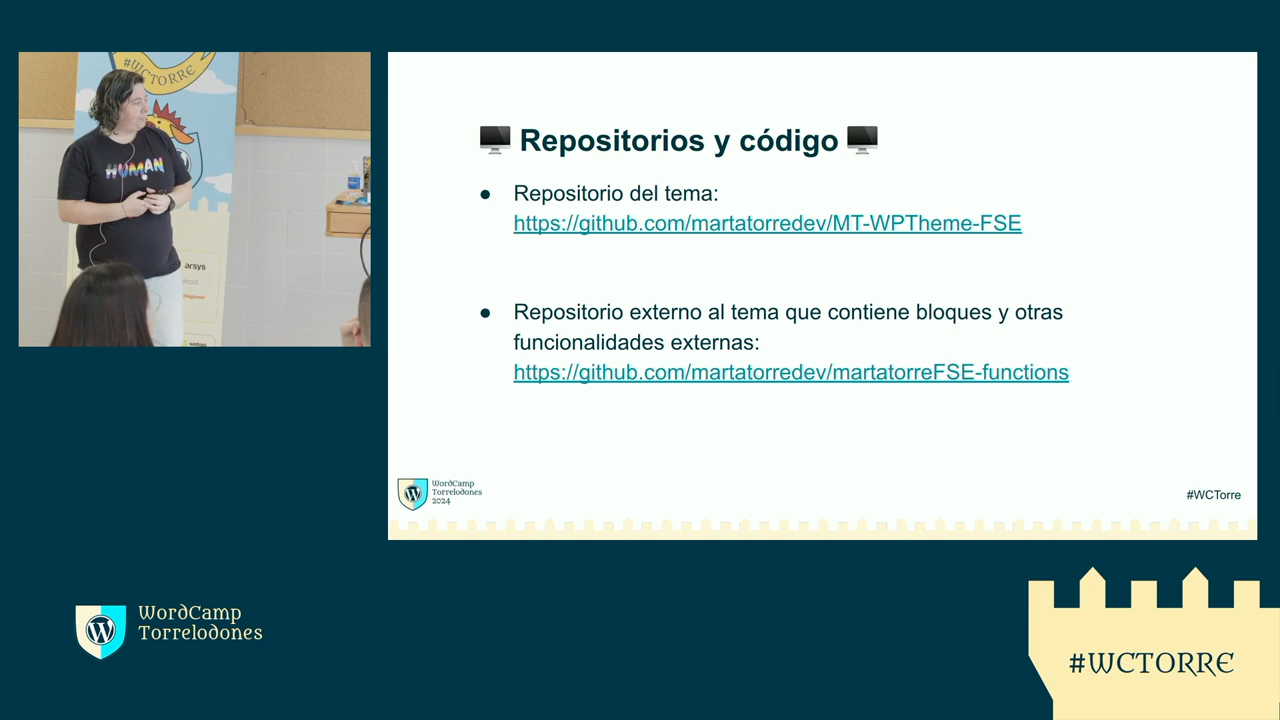 #WCTORRE
HUMAN
arsys
Repositorios y código
● Repositorio del tema:
https://github.com/martatorredev/MT-WPTheme-FSE
● Repositorio externo al tema que contiene bloques y otras
funcionalidades externas:
https://github.com/martatorredev/martatorreFSE-functions
WordCamp
Torrelodones
2024
#WCTorre
WordCamp
Torrelodones
#WCTORRE